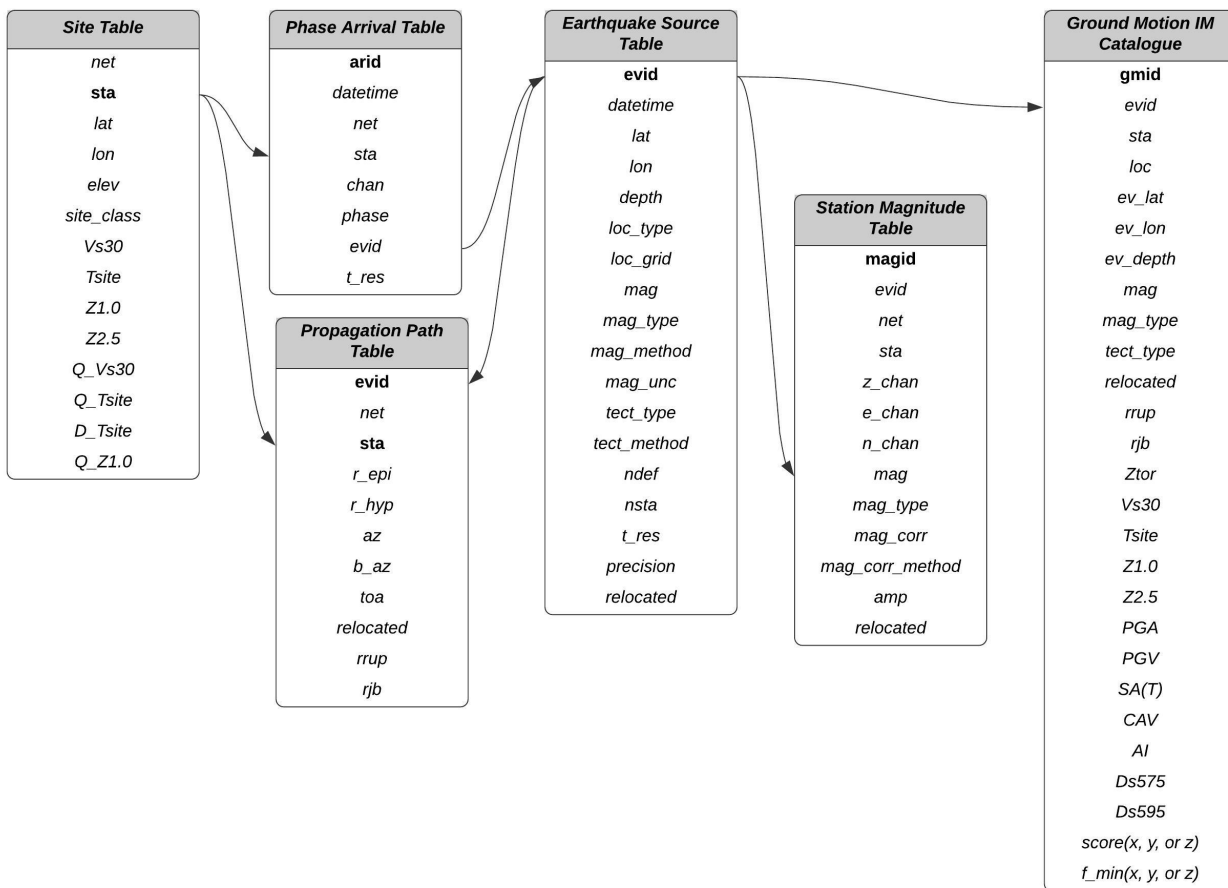 Site Table
net
sta
lat
lon
elev
site_class
Vs30
Tsite
Z1.0
Z2.5
Q_Vs30
Q_Tsite
D_Tsite
Q_Z1.0
Phase Arrival Table
arid
datetime
net
sta
chan
phase
evid
t_res
Propagation Path
Table
evid
net
sta
r_epi
r_hyp
az
b_az
toa
relocated
rrup
rjb
Earthquake Source
Table
evid
datetime
lat
lon
depth
loc_type
loc_grid
mag
mag_type
mag_method
mag_unc
tect_type
tect_method
ndef
nsta
t_res
precision
relocated
Station Magnitude
Table
magid
evid
net
sta
z_chan
e_chan
n_chan
mag
mag_type
mag_corr
mag_corr_method
amp
relocated
Ground Motion IM
Catalogue
gmid
evid
sta
loc
ev_lat
ev_lon
ev_depth
mag
mag_type
tect_type
relocated
rrup
rjb
Ztor
Vs30
Tsite
Z1.0
Z2.5
PGA
PGV
SA(T)
CAV
AI
Ds575
Ds595
score(x, y, or z)
f_min(x, y, or z)